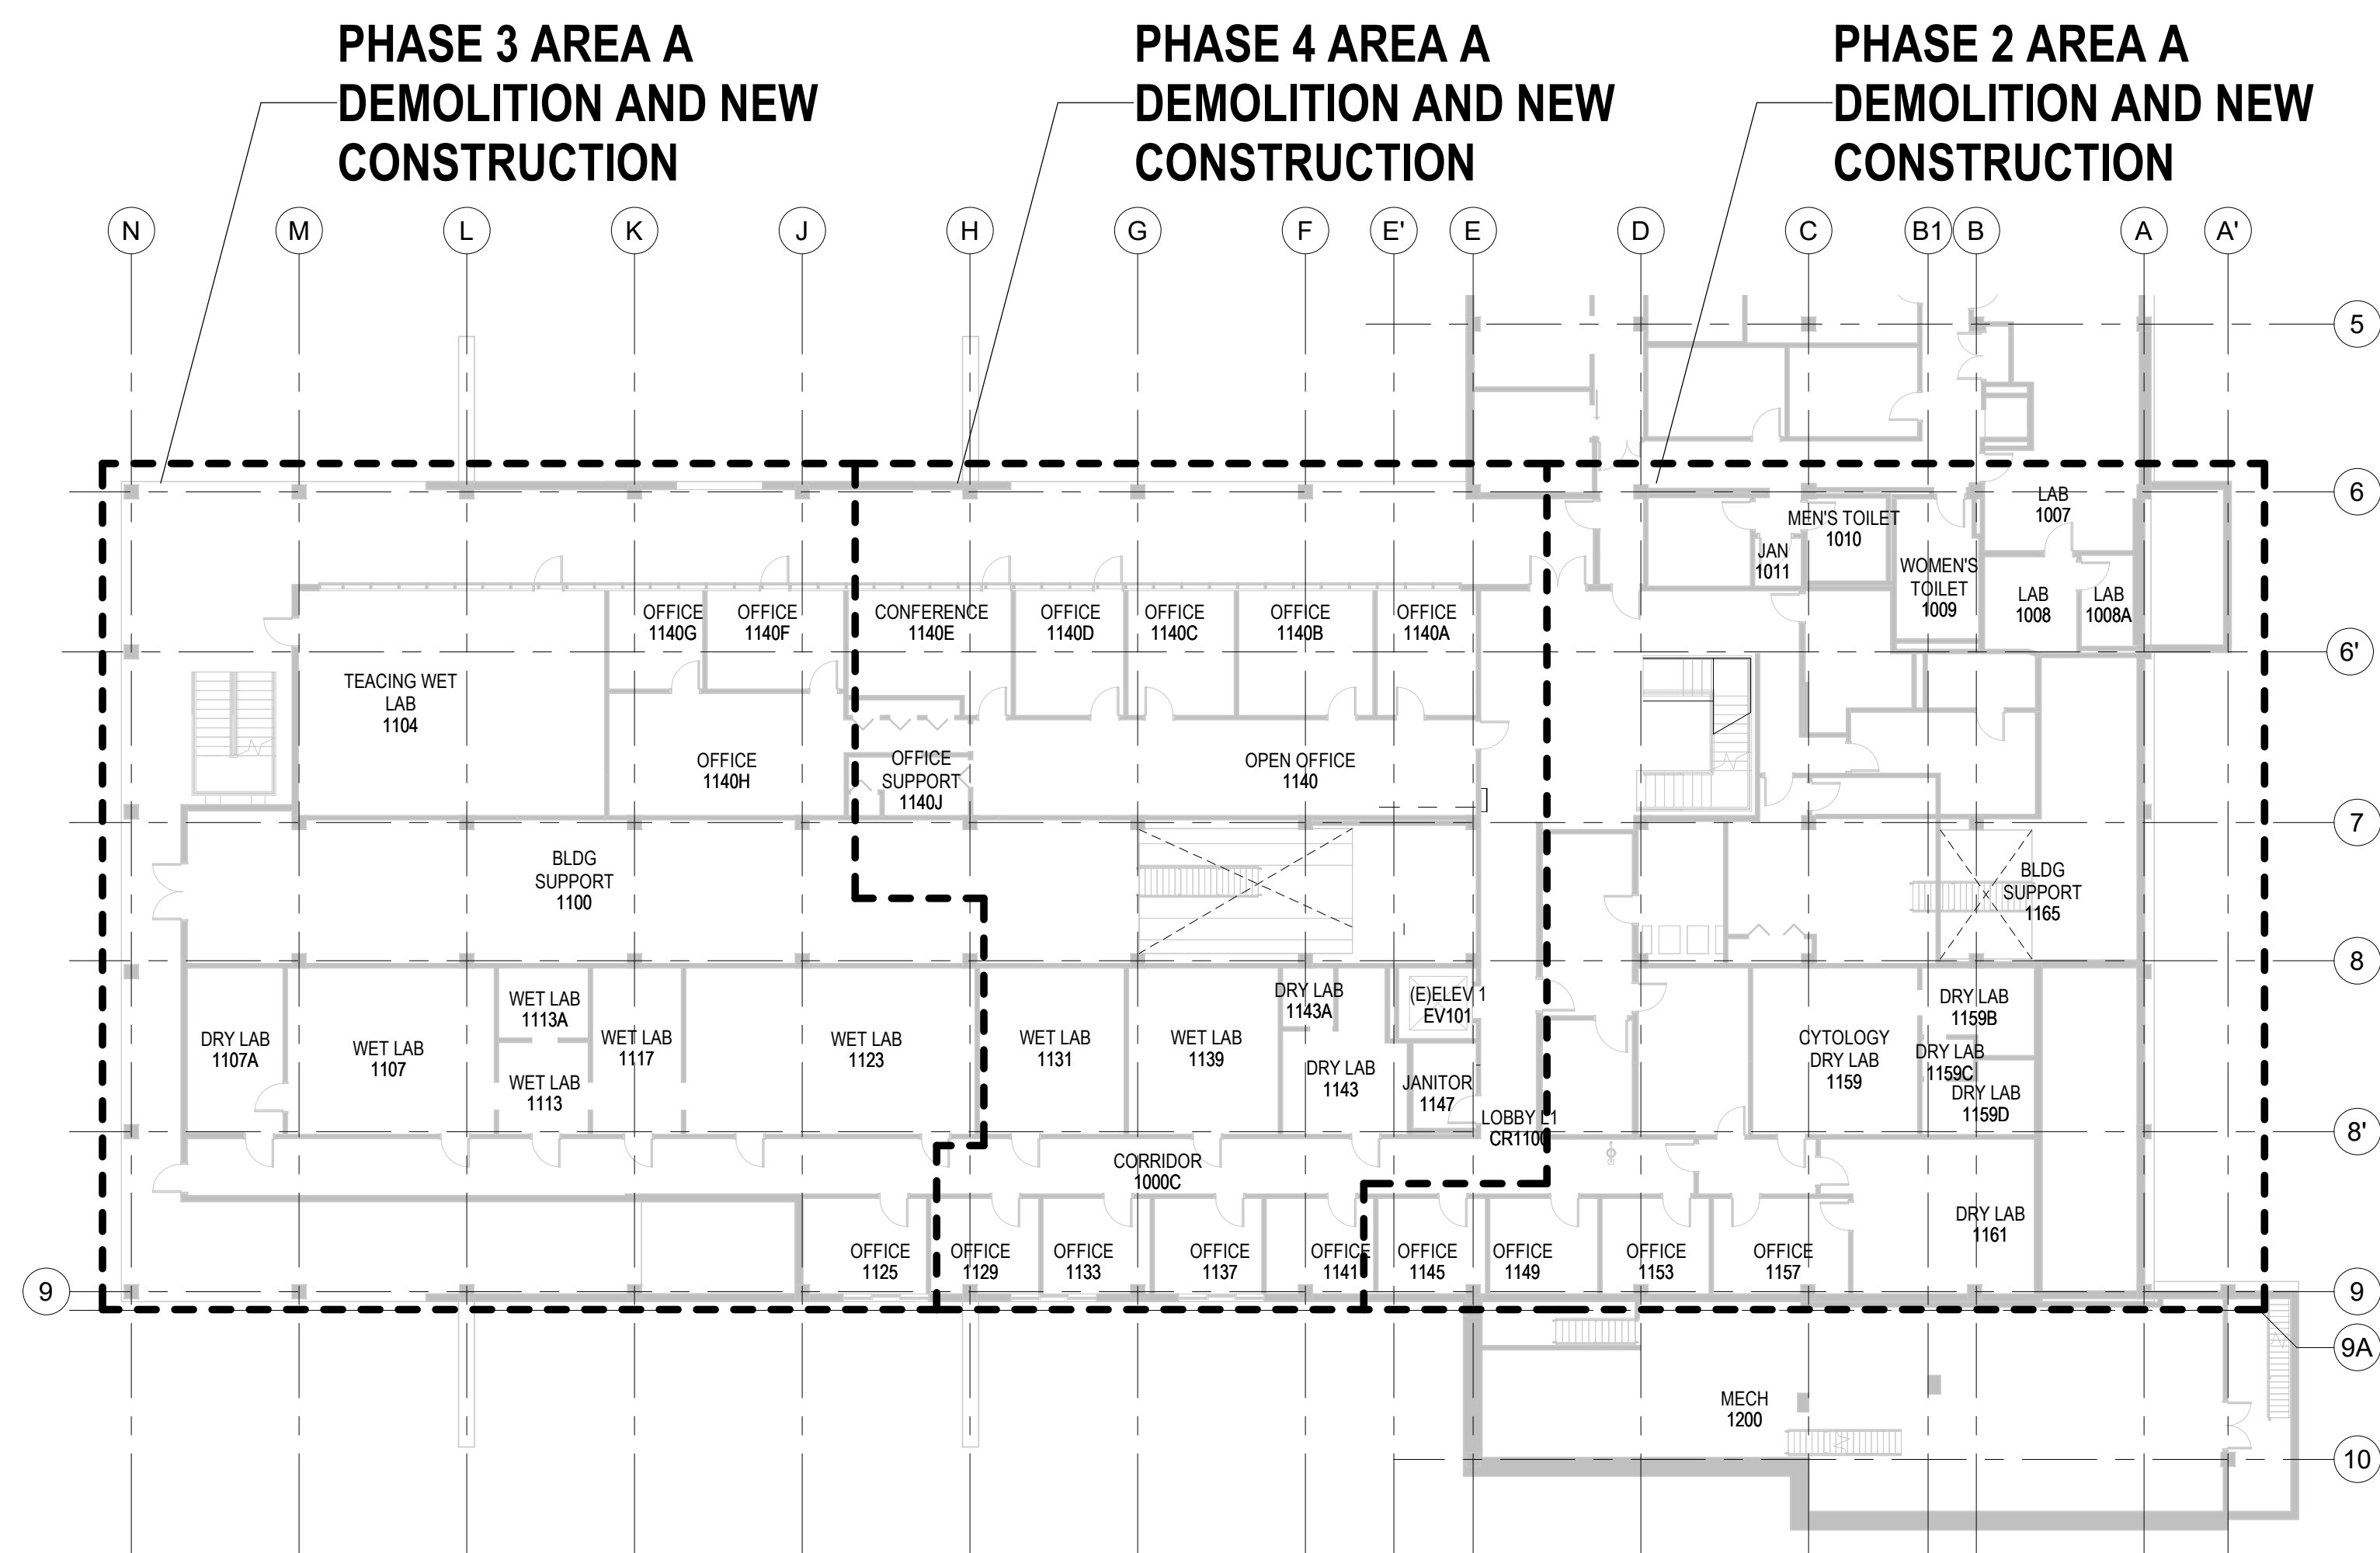 PHASE 3 AREA A
DEMOLITION AND NEW
CONSTRUCTION
PHASE 4 AREA A
DEMOLITION AND NEW
CONSTRUCTION
PHASE 2 AREA A
DEMOLITION AND NEW
CONSTRUCTION
N
M
L
K
J
H
G
F
E'
E
D
C
B1
B
A
A'
5
6
LAB
1007
MEN'S TOILET
1010
JAN
1011
WOMEN'S
TOILET
1009
LAB
1008
LAB
1008A
OFFICE
1140G
OFFICE
1140F
CONFERENCE
1140E
OFFICE
1140D
OFFICE
1140C
OFFICE
1140B
OFFICE
1140A
6'
TEACING WET
LAB
1104
OFFICE
1140H
OFFICE
SUPPORT
1140J
OPEN OFFICE
1140
7
BLDG
SUPPORT
1100
BLDG
SUPPORT
1165
8
DRY LAB
1107A
WET LAB
1107
WET LAB
1113A
WET LAB
1113
WET LAB
1117
WET LAB
1123
WET LAB
1131
WET LAB
1139
DRY LAB
1143A
DRY LAB
1143
(E)ELEV 1
EV101
JANITOR
1147
LOBBY L1
CR1100
CYTOLOGY
DRY LAB
1159
DRY LAB
1159B
DRY LAB
1159C
DRY LAB
1159D
8'
CORRIDOR
1000C
OFFICE
1125
OFFICE
1129
OFFICE
1133
OFFICE
1137
OFFICE
1141
OFFICE
1145
OFFICE
1149
OFFICE
1153
OFFICE
1157
DRY LAB
1161
9
9
9A
MECH
1200
10